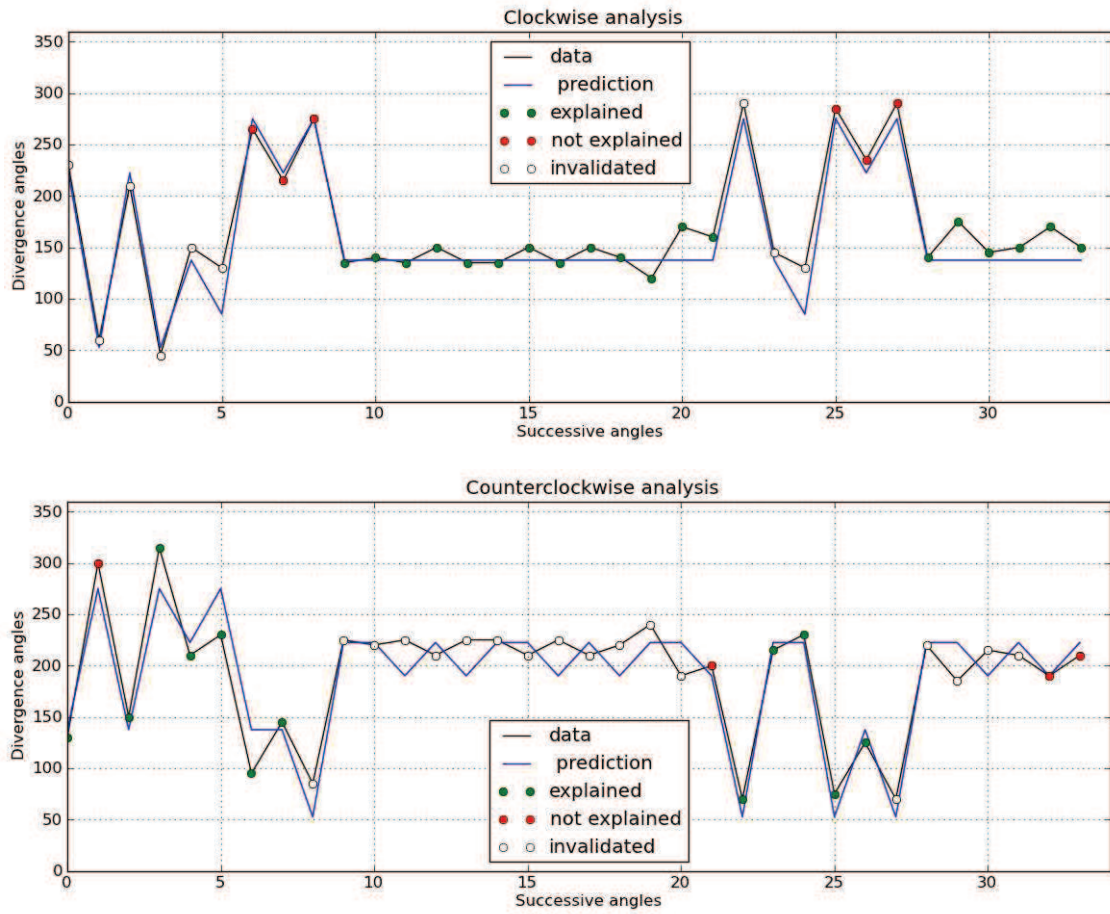 Clockwise analysis
350
300
250
200
150
100
50
0
Divergence angles
data
prediction
explained
not explained
invalidated
0 5 10 15 20 25 30
Successive angles
Counterclockwise analysis
350
300
250
200
150
100
50
0
Divergence angles
data
prediction
explained
not explained
invalidated
0 5 10 15 20 25 30
Successive angles